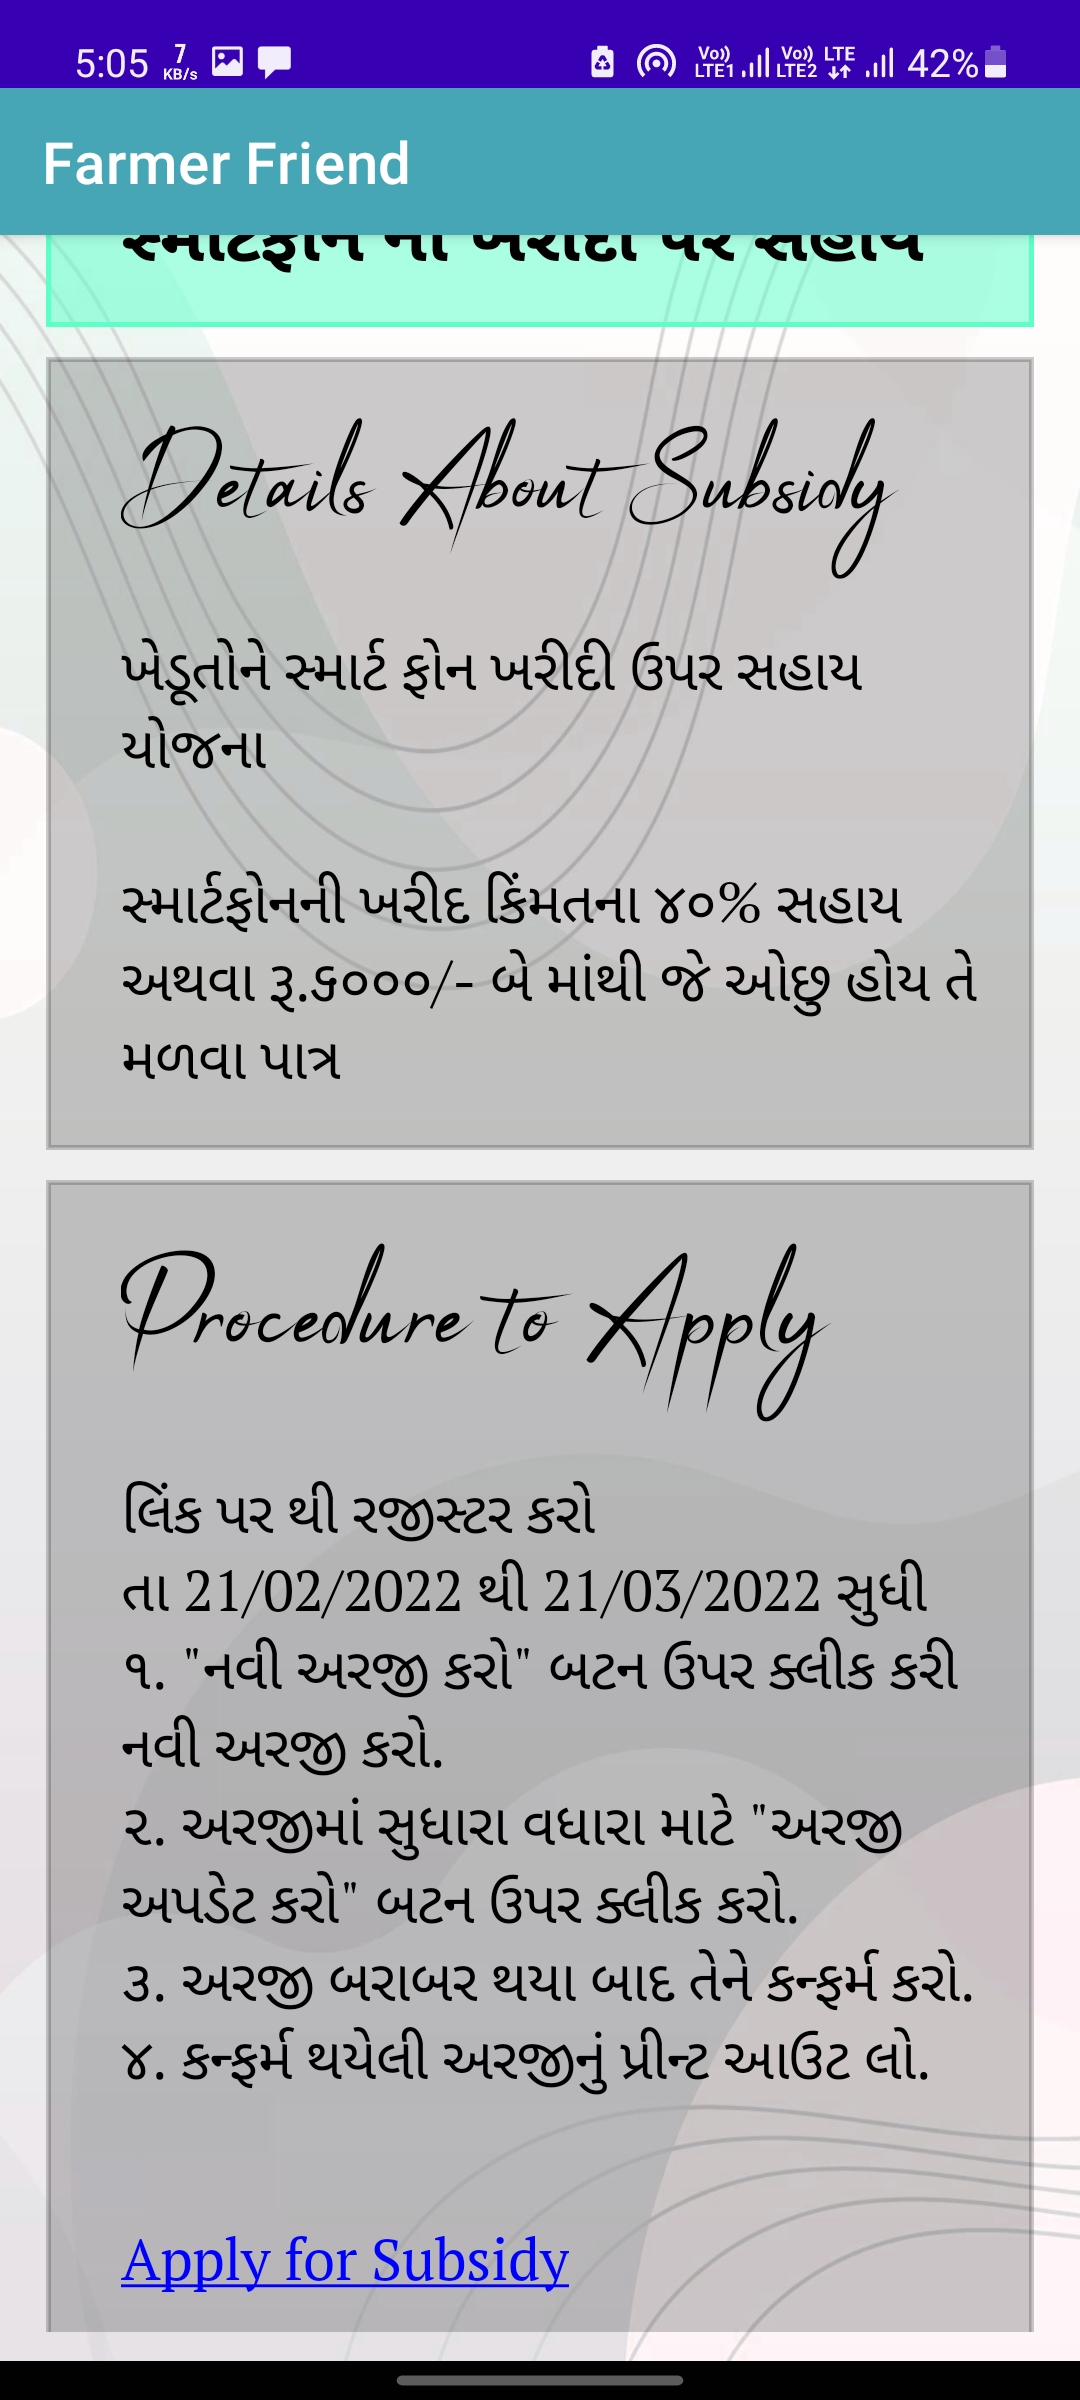 5:05 7 KB/s Vo)) LTE1 Vo)) LTE2 LTE 42%
Farmer Friend
સ્માર્ટફોન ની ખરીદી પર સહાય
Details About Subsidy
ખેડૂતોને સ્માર્ટ ફોન ખરીદી ઉપર સહાય
યોજના
સ્માર્ટફોનની ખરીદ કિંમતના ૪૦% સહાય
અથવા રૂ.૬૦૦૦/- બે માંથી જે ઓછુ હોય તે
મળવા પાત્ર
Procedure to Apply
લિંક પર થી રજીસ્ટર કરો
તા 21/02/2022 થી 21/03/2022 સુધી
૧. "નવી અરજી કરો" બટન ઉપર ક્લીક કરી
નવી અરજી કરો.
૨. અરજીમાં સુધારા વધારા માટે "અરજી
અપડેટ કરો" બટન ઉપર ક્લીક કરો.
૩. અરજી બરાબર થયા બાદ તેને કન્ફર્મ કરો.
૪. કન્ફર્મ થયેલી અરજીનું પ્રીન્ટ આઉટ લો.
Apply for Subsidy